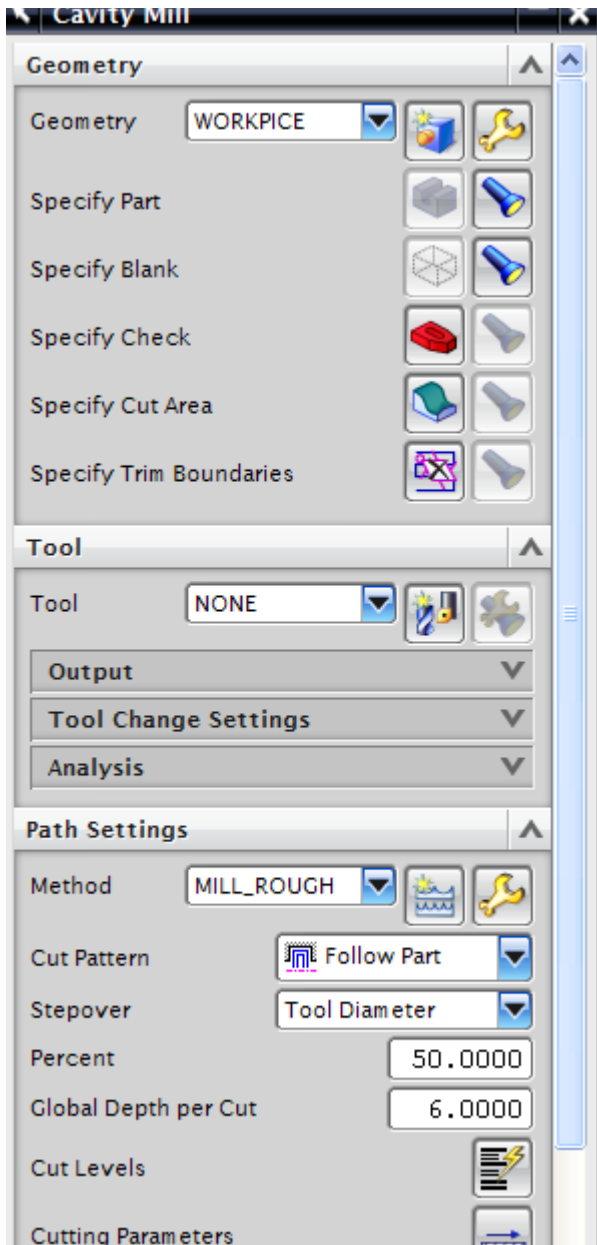 Cavity Mill
Geometry
Geometry WORKPICE
Specify Part
Specify Blank
Specify Check
Specify Cut Area
Specify Trim Boundaries
Tool
Tool NONE
Output
Tool Change Settings
Analysis
Path Settings
Method MILL_ROUGH
Cut Pattern Follow Part
Stepover Tool Diameter
Percent 50.0000
Global Depth per Cut 6.0000
Cut Levels
Cutting Parameters